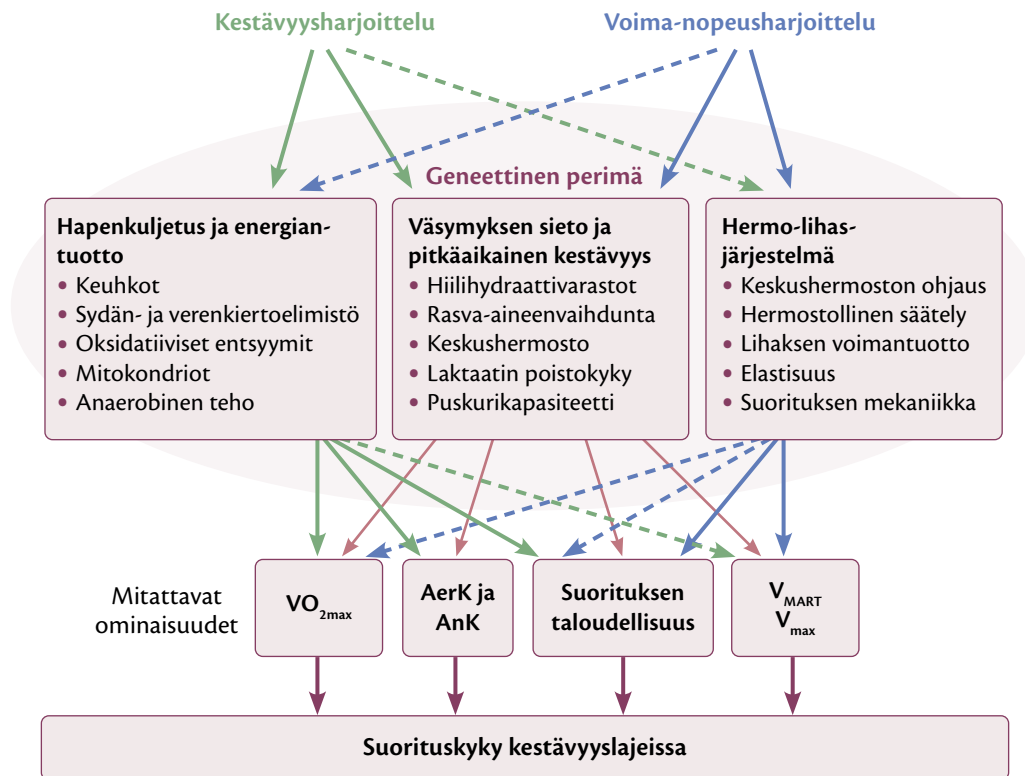 Kestävyysharjoittelu
Voima-nopeusharjoittelu
Geneettinen perimä
Hapenkuljetus ja energian-
tuotto
• Keuhkot
• Sydän- ja verenkiertoelimistö
• Oksidatiiviset entsyymit
• Mitokondriot
• Anaerobinen teho
Väsymyksen sieto ja
pitkäaikainen kestävyys
• Hiilihydraattivarastot
• Rasva-aineenvaihdunta
• Keskushermosto
• Laktaatin poistokyky
• Puskurikapasiteetti
Hermo-lihas-
järjestelmä
• Keskushermoston ohjaus
• Hermostollinen säätely
• Lihaksen voimantuotto
• Elastisuus
• Suorituksen mekaniikka
Mitattavat
ominaisuudet
VO2max
AerK ja
AnK
Suorituksen
taloudellisuus
VMART
Vmax
Suorituskyky kestävyyslajeissa